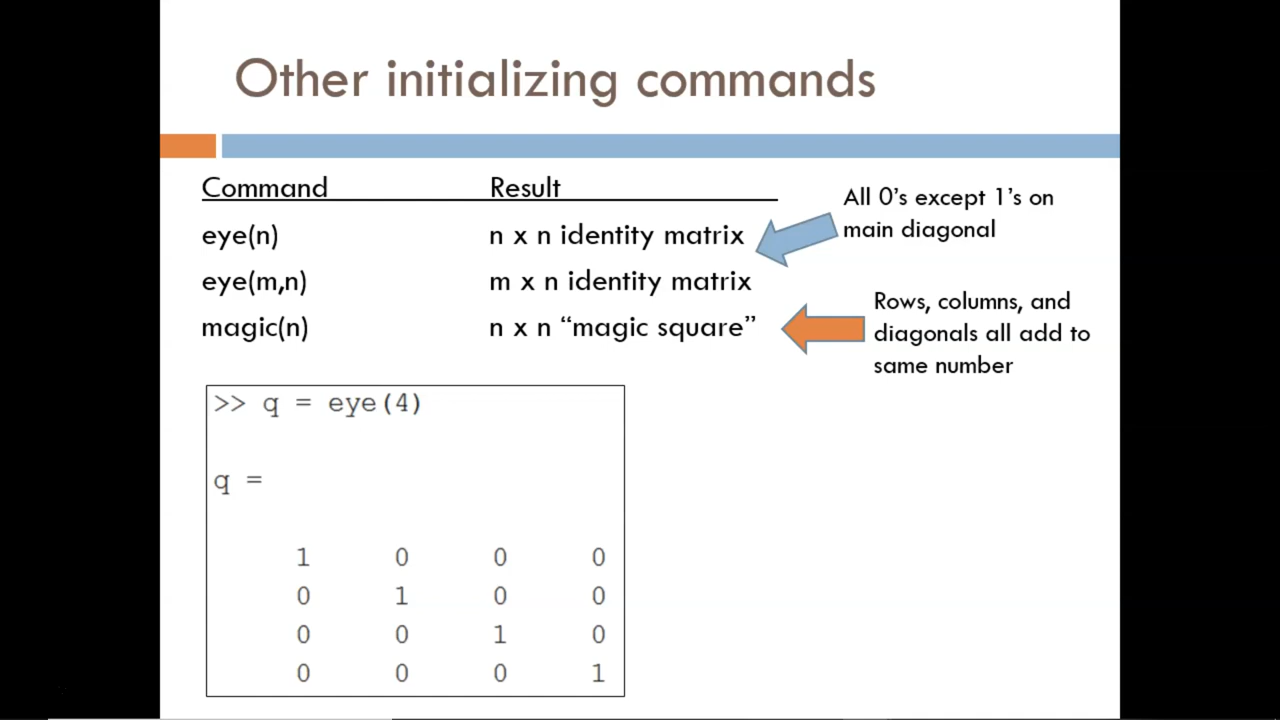 Other initializing commands
Command Result
eye(n) n x n identity matrix
eye(m,n) m x n identity matrix
magic(n) n x n “magic square”
All 0’s except 1’s on
main diagonal
Rows, columns, and
diagonals all add to
same number
>> q = eye(4)
q =
1 0 0 0
0 1 0 0
0 0 1 0
0 0 0 1